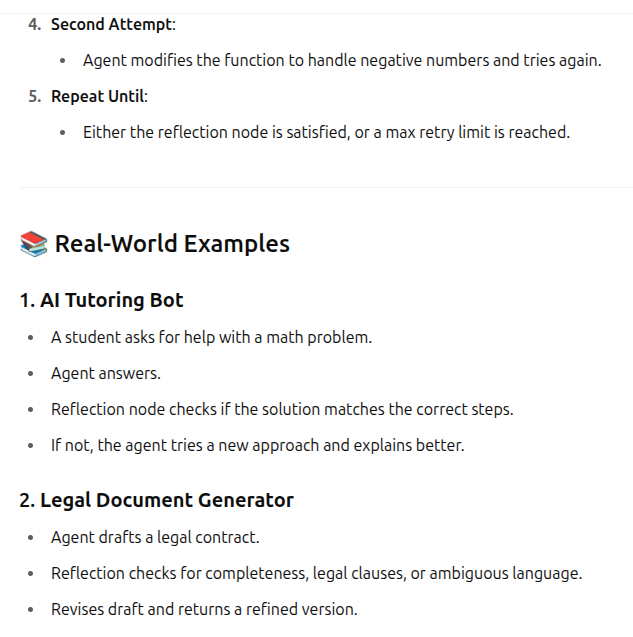 4. Second Attempt:
• Agent modifies the function to handle negative numbers and tries again.
5. Repeat Until:
• Either the reflection node is satisfied, or a max retry limit is reached.
📚 Real-World Examples
1. AI Tutoring Bot
• A student asks for help with a math problem.
• Agent answers.
• Reflection node checks if the solution matches the correct steps.
• If not, the agent tries a new approach and explains better.
2. Legal Document Generator
• Agent drafts a legal contract.
• Reflection checks for completeness, legal clauses, or ambiguous language.
• Revises draft and returns a refined version.